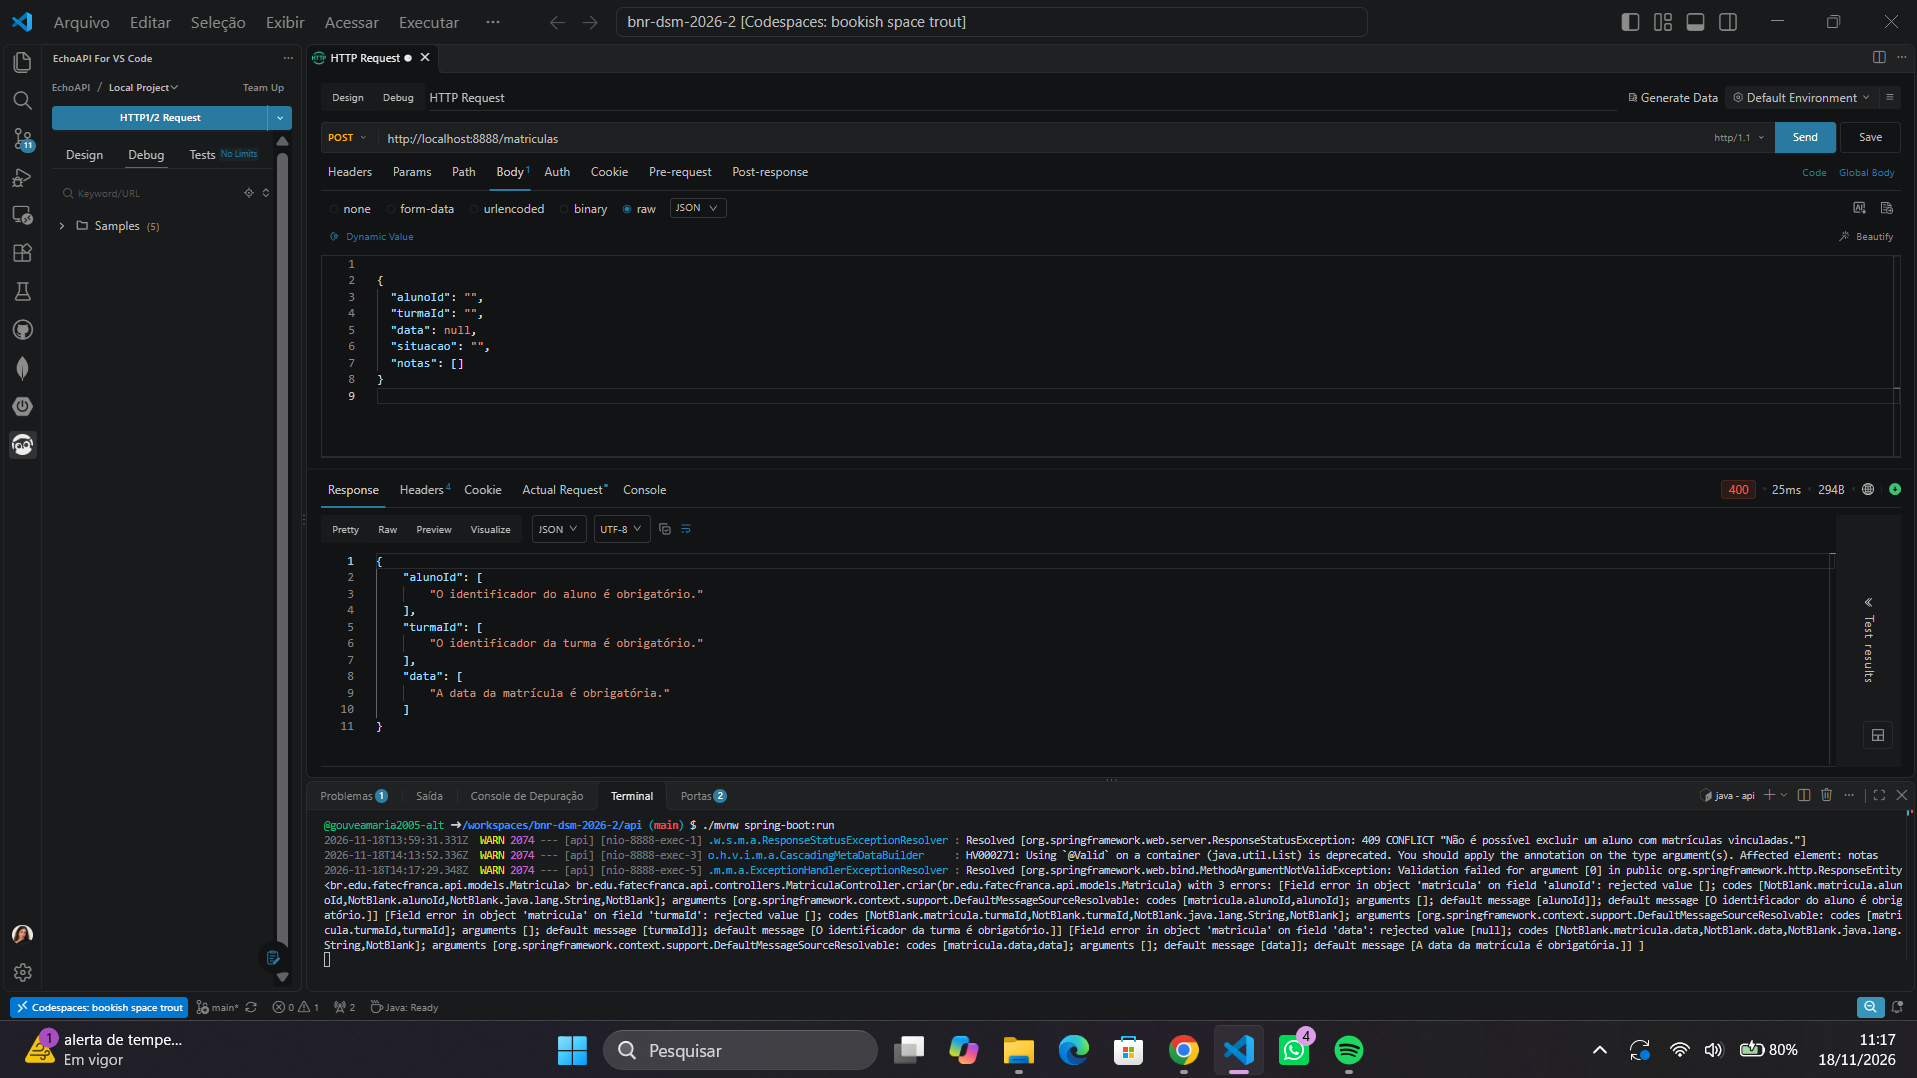 Arquivo Editar Seleção Exibir Acessar Executar ··· bnr-dsm-2026-2 [Codespaces: bookish space trout]
EchoAPI For VS Code
HTTP Request
EchoAPI / Local Project Team Up
Design Debug HTTP Request Generate Data Default Environment
HTTP1/2 Request
POST http://localhost:8888/matriculas http/1.1 Send Save
Design Debug Tests No Limits
Headers Params Path Body 1 Auth Cookie Pre-request Post-response Code Global Body
Keyword/URL
none form-data urlencoded binary raw JSON
Samples (5)
Dynamic Value Beautify
1
2 {
3 "alunoId": "",
4 "turmaId": "",
5 "data": null,
6 "situacao": "",
7 "notas": []
8 }
9
Response Headers 4 Cookie Actual Request Console 400 25ms 294B
Pretty Raw Preview Visualize JSON UTF-8
1 {
2 "alunoId": [
3 "O identificador do aluno é obrigatório."
4 ],
5 "turmaId": [
6 "O identificador da turma é obrigatório."
7 ],
8 "data": [
9 "A data da matrícula é obrigatória."
10 ]
11 }
Test results
Problemas 1 Saída Console de Depuração Terminal Portas 2 java - api
@gouveamaria2005-alt ➜/workspaces/bnr-dsm-2026-2/api (main) $ ./mvnw spring-boot:run
2026-11-18T13:59:31.331Z WARN 2074 --- [api] [nio-8888-exec-1] .w.s.m.a.ResponseStatusExceptionResolver : Resolved [org.springframework.web.server.ResponseStatusException: 409 CONFLICT "Não é possível excluir um aluno com matrículas vinculadas."]
2026-11-18T14:13:52.336Z WARN 2074 --- [api] [nio-8888-exec-3] o.h.v.i.m.a.CascadingMetaDataBuilder : HV000271: Using `@Valid` on a container (java.util.List) is deprecated. You should apply the annotation on the type argument(s). Affected element: notas
2026-11-18T14:17:29.348Z WARN 2074 --- [api] [nio-8888-exec-5] .m.m.a.ExceptionHandlerExceptionResolver : Resolved [org.springframework.web.bind.MethodArgumentNotValidException: Validation failed for argument [0] in public org.springframework.http.ResponseEntity
<br.edu.fatecfranca.api.models.Matricula> br.edu.fatecfranca.api.controllers.MatriculaController.criar(br.edu.fatecfranca.api.models.Matricula) with 3 errors: [Field error in object 'matricula' on field 'alunoId': rejected value []; codes [NotBlank.matricula.alun
oId,NotBlank.alunoId,NotBlank.java.lang.String,NotBlank]; arguments [org.springframework.context.support.DefaultMessageSourceResolvable: codes [matricula.alunoId,alunoId]; arguments []; default message [alunoId]]; default message [O identificador do aluno é obrig
atório.]] [Field error in object 'matricula' on field 'turmaId': rejected value []; codes [NotBlank.matricula.turmaId,NotBlank.turmaId,NotBlank.java.lang.String,NotBlank]; arguments [org.springframework.context.support.DefaultMessageSourceResolvable: codes [matri
cula.turmaId,turmaId]; arguments []; default message [turmaId]]; default message [O identificador da turma é obrigatório.]] [Field error in object 'matricula' on field 'data': rejected value [null]; codes [NotBlank.matricula.data,NotBlank.data,NotBlank.java.lang.
String,NotBlank]; arguments [org.springframework.context.support.DefaultMessageSourceResolvable: codes [matricula.data,data]; arguments []; default message [data]]; default message [A data da matrícula é obrigatória.]] ]
11
Codespaces: bookish space trout main* 0 1 2 Java: Ready
1 alerta de tempe...
Em vigor
Pesquisar
4
80%
11:17
18/11/2026